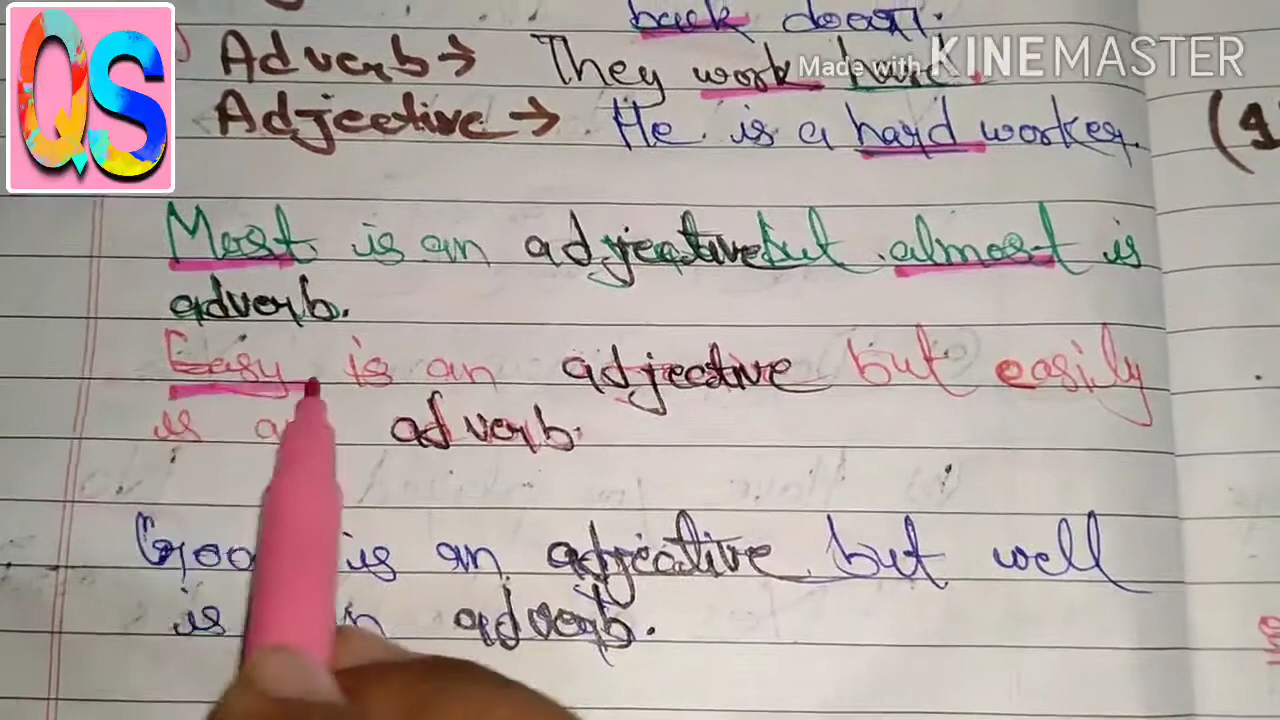 back door.
QS
Adverb → They work hard.
Made with KINEMASTER
Adjective → He is a hard worker.
(9
Most is an adjective but almost is
adverb.
Easy is an adjective but easily
is an adverb.
Good is an adjective but well
is an adverb.